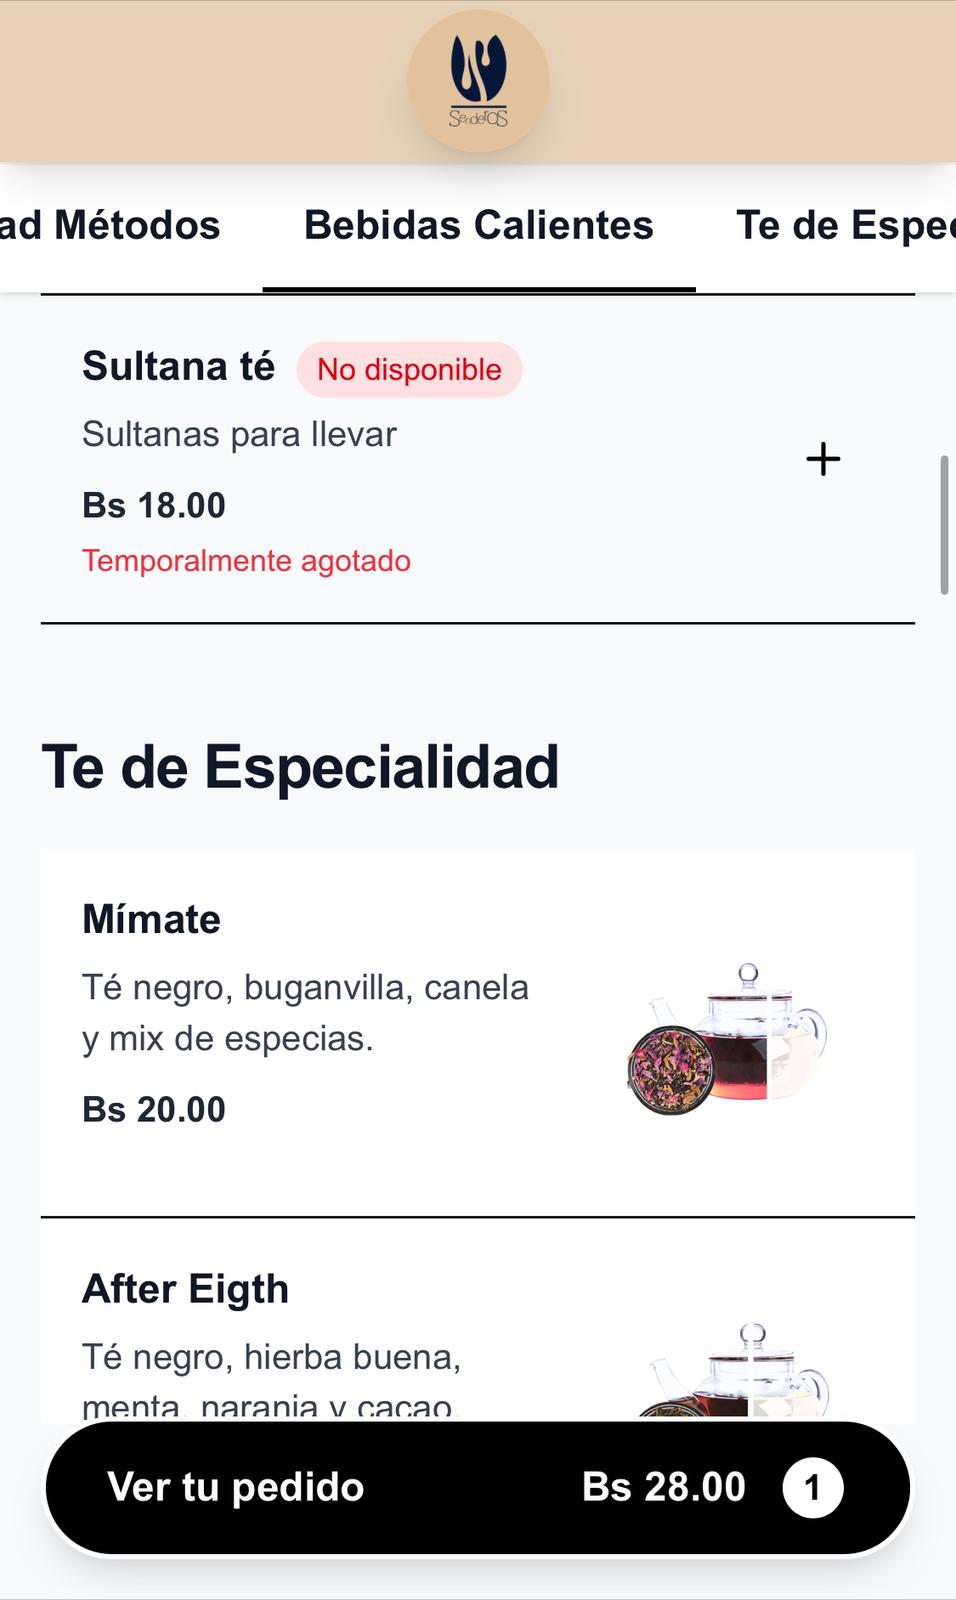 SenderOS
ad Métodos
Bebidas Calientes
Te de Espec
Sultana té
No disponible
Sultanas para llevar
Bs 18.00
Temporalmente agotado
Te de Especialidad
Mímate
Té negro, buganvilla, canela
y mix de especias.
Bs 20.00
After Eigth
Té negro, hierba buena,
menta, naranja y cacao.
Ver tu pedido
Bs 28.00
1